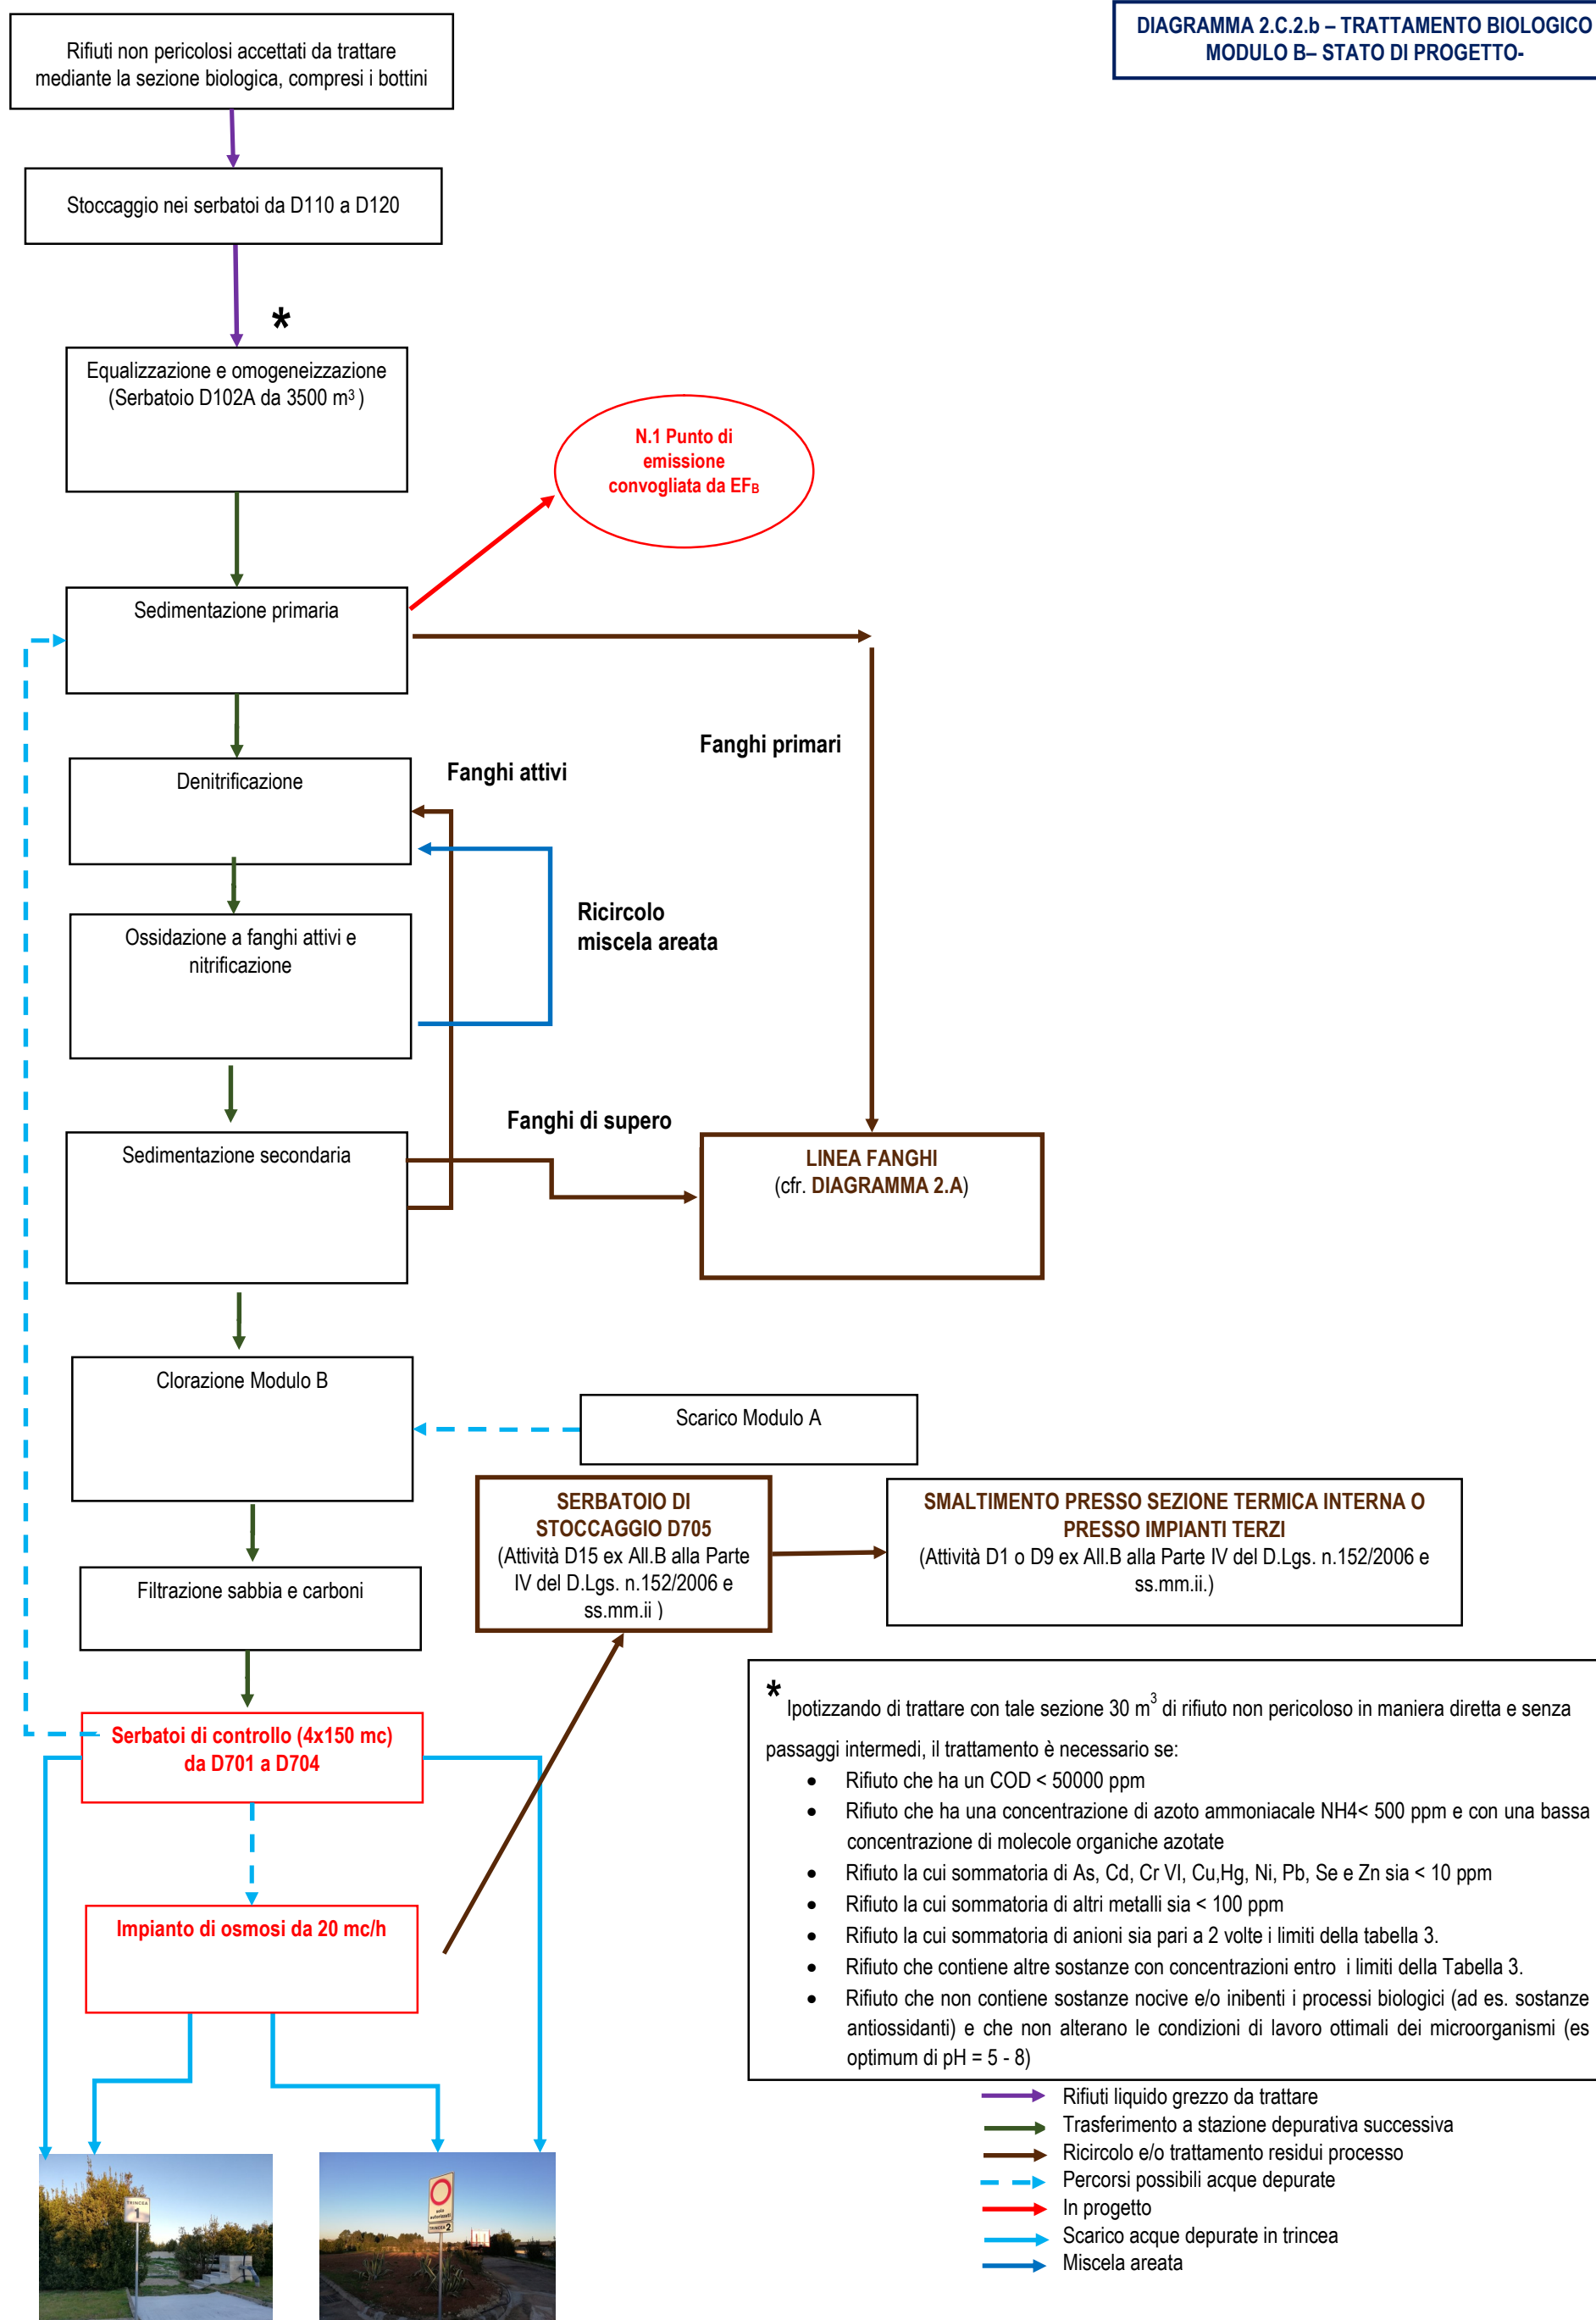 DIAGRAMMA 2.C.2.b – TRATTAMENTO BIOLOGICO
MODULO B– STATO DI PROGETTO-
Rifiuti non pericolosi accettati da trattare
mediante la sezione biologica, compresi i bottini
Stoccaggio nei serbatoi da D110 a D120
*
Equalizzazione e omogeneizzazione
(Serbatoio D102A da 3500 m³ )
N.1 Punto di
emissione
convogliata da EFB
Sedimentazione primaria
Fanghi primari
Denitrificazione
Fanghi attivi
Ricircolo
miscela areata
Ossidazione a fanghi attivi e
nitrificazione
Fanghi di supero
Sedimentazione secondaria
LINEA FANGHI
(cfr. DIAGRAMMA 2.A)
Clorazione Modulo B
Scarico Modulo A
SERBATOIO DI
STOCCAGGIO D705
(Attività D15 ex All.B alla Parte
IV del D.Lgs. n.152/2006 e
ss.mm.ii )
SMALTIMENTO PRESSO SEZIONE TERMICA INTERNA O
PRESSO IMPIANTI TERZI
(Attività D1 o D9 ex All.B alla Parte IV del D.Lgs. n.152/2006 e
ss.mm.ii.)
Filtrazione sabbia e carboni
Serbatoi di controllo (4x150 mc)
da D701 a D704
Impianto di osmosi da 20 mc/h
* Ipotizzando di trattare con tale sezione 30 m³ di rifiuto non pericoloso in maniera diretta e senza
passaggi intermedi, il trattamento è necessario se:
• Rifiuto che ha un COD < 50000 ppm
• Rifiuto che ha una concentrazione di azoto ammoniacale NH4< 500 ppm e con una bassa
concentrazione di molecole organiche azotate
• Rifiuto la cui sommatoria di As, Cd, Cr VI, Cu,Hg, Ni, Pb, Se e Zn sia < 10 ppm
• Rifiuto la cui sommatoria di altri metalli sia < 100 ppm
• Rifiuto la cui sommatoria di anioni sia pari a 2 volte i limiti della tabella 3.
• Rifiuto che contiene altre sostanze con concentrazioni entro i limiti della Tabella 3.
• Rifiuto che non contiene sostanze nocive e/o inibenti i processi biologici (ad es. sostanze
antiossidanti) e che non alterano le condizioni di lavoro ottimali dei microorganismi (es
optimum di pH = 5 - 8)
Rifiuti liquido grezzo da trattare
Trasferimento a stazione depurativa successiva
Ricircolo e/o trattamento residui processo
Percorsi possibili acque depurate
In progetto
Scarico acque depurate in trincea
Miscela areata
TRINCEA
1
solo
autorizzati
TRINCEA 2